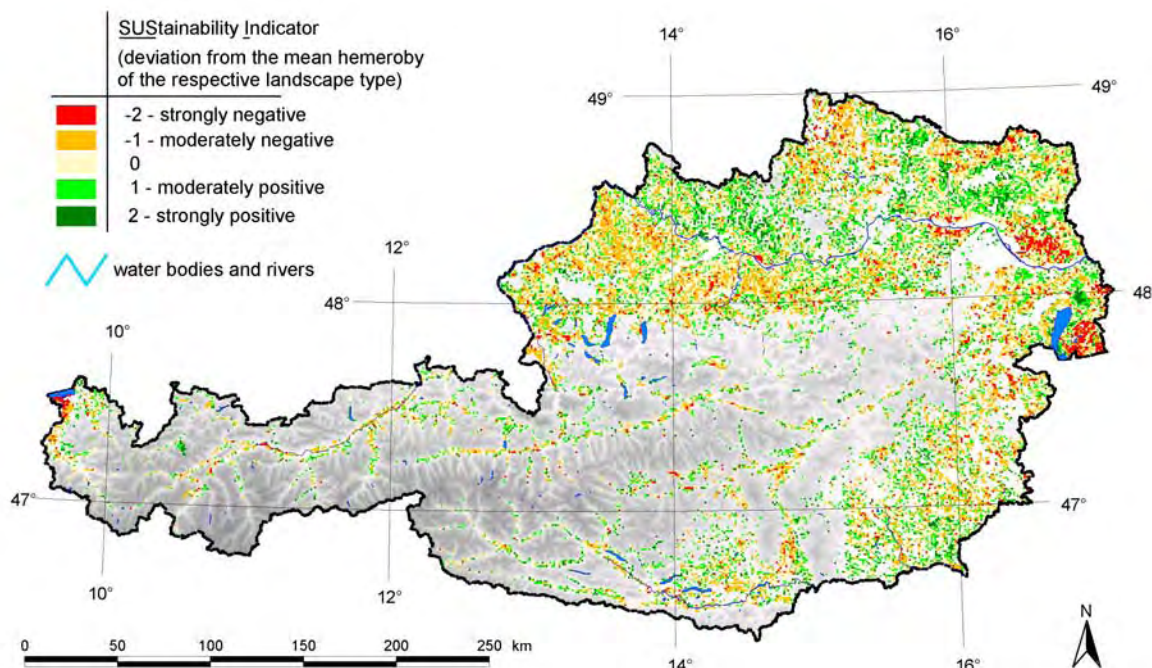 SUStainability Indicator
(deviation from the mean hemeroby
of the respective landscape type)
-2 - strongly negative
-1 - moderately negative
0
1 - moderately positive
2 - strongly positive
water bodies and rivers
14°
16°
49°
49°
12°
48°
48
10°
47°
47°
10°
12°
14°
16°
0 50 100 150 200 250 km
N